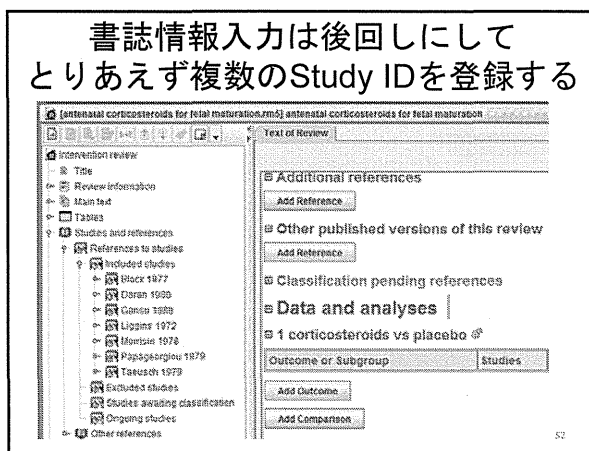 書誌情報入力は後回しにして
とりあえず複数のStudy IDを登録する
[antenatal corticosteroids for fetal maturation.rm5] antenatal corticosteroids for fetal maturation
Text of Review
Intervention review
Title
Review information
Main text
Tables
Studies and references
References to studies
Included studies
Block 1977
Doran 1980
Gamsu 1989
Liggins 1972
Morrison 1978
Papageorgiou 1979
Taeusch 1979
Excluded studies
Studies awaiting classification
Ongoing studies
Other references
Additional references
Add Reference
Other published versions of this review
Add Reference
Classification pending references
Data and analyses
1 corticosteroids vs placebo
Outcome or Subgroup
Studies
Add Outcome
Add Comparison
52